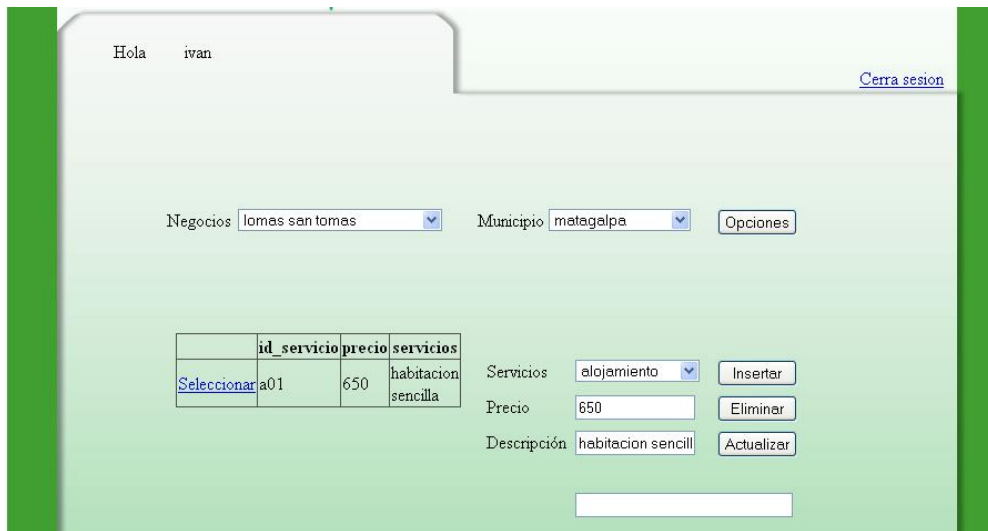 Hola ivan
Cerra sesion
Negocios lomas san tomas Municipio matagalpa Opciones
id_servicio precio servicios
Seleccionar a01 650 habitacion sencilla
Servicios alojamiento Insertar
Precio 650 Eliminar
Descripción habitacion sencill Actualizar